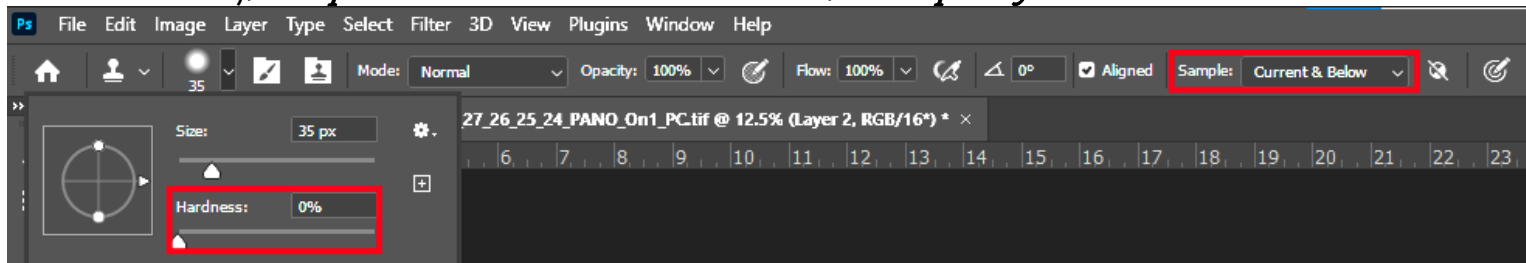 Ps File Edit Image Layer Type Select Filter 3D View Plugins Window Help
35 Mode: Normal Opacity: 100% Flow: 100% 0° Aligned Sample: Current & Below
_27_26_25_24_PANO_On1_PC.tif @ 12.5% (Layer 2, RGB/16*) * ×
Size: 35 px
6 7 8 9 10 11 12 13 14 15 16 17 18 19 20 21 22 23
Hardness: 0%